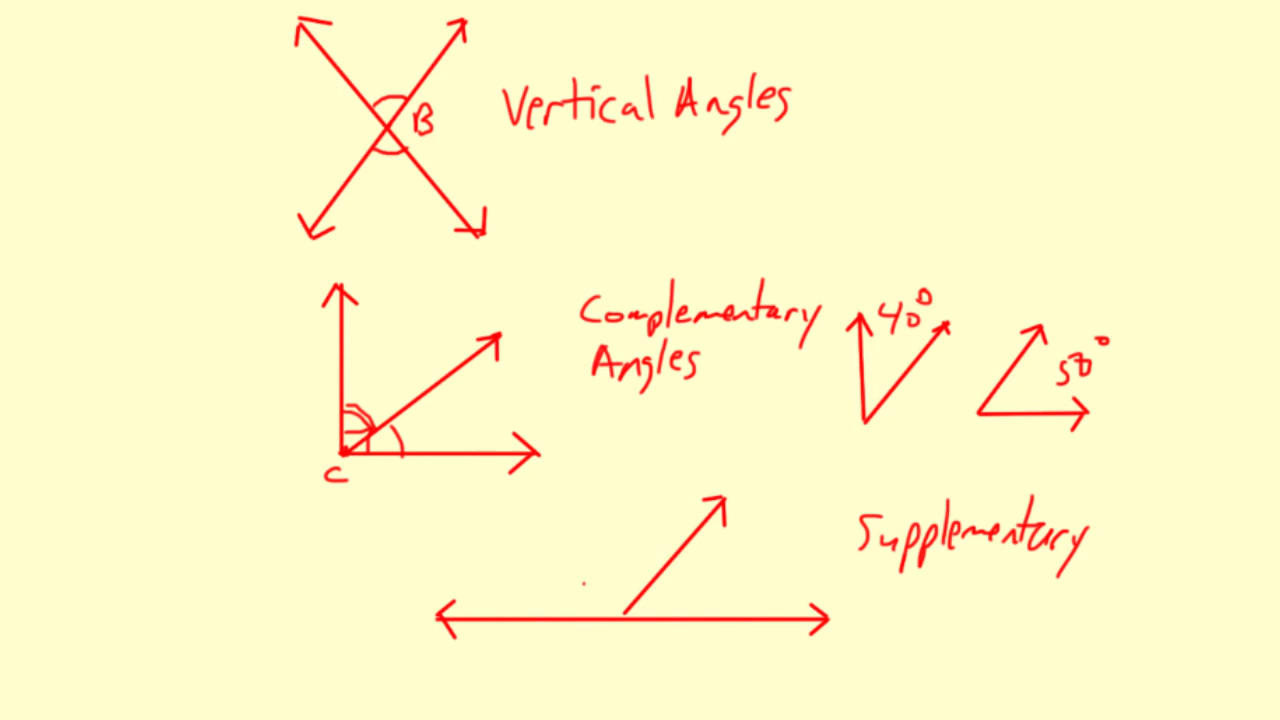 B
Vertical Angles
Complementary
Angles
40°
50°
C
Supplementary